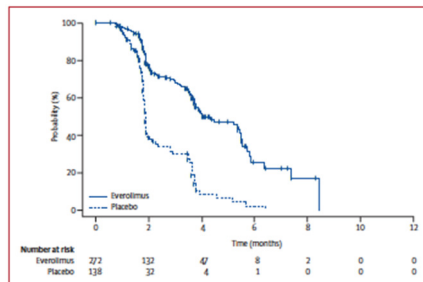 100
80
60
40
20
0
Probability (%)
Everolimus
Placebo
0 2 4 6 8 10 12
Time (months)
Number at risk
Everolimus 272 132 47 8 2 0 0
Placebo 138 32 4 1 0 0 0